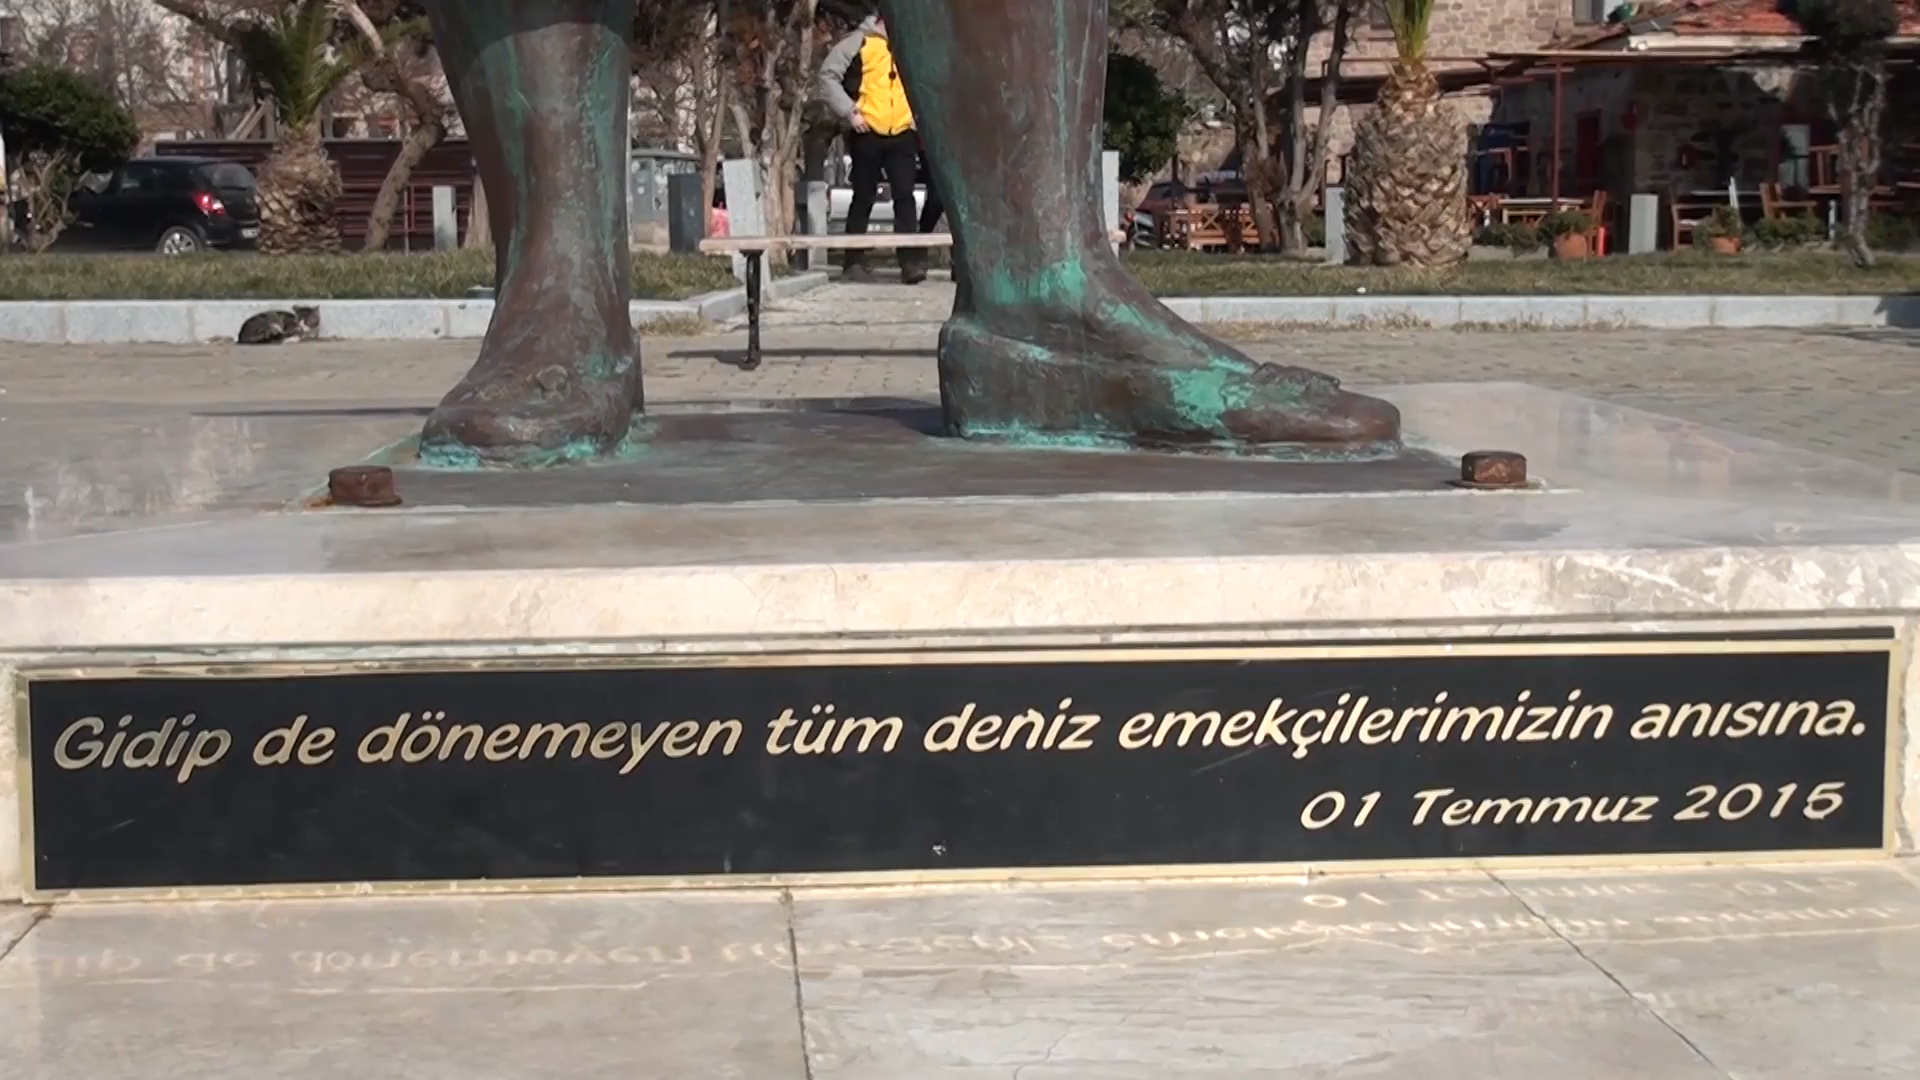 Gidip de dönemeyen tüm deniz emekçilerimizin anısına.
01 Temmuz 2015